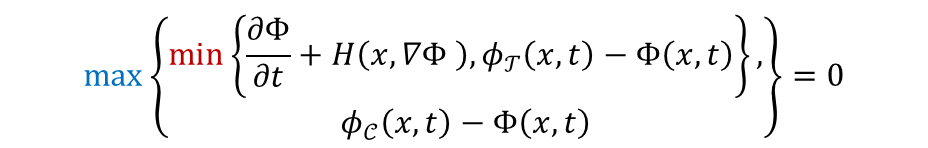 max { min { ∂Φ/∂t + H(x, ∇Φ ), ϕ_𝒯(x, t) − Φ(x, t) } ,
ϕ_𝒞(x, t) − Φ(x, t) } = 0